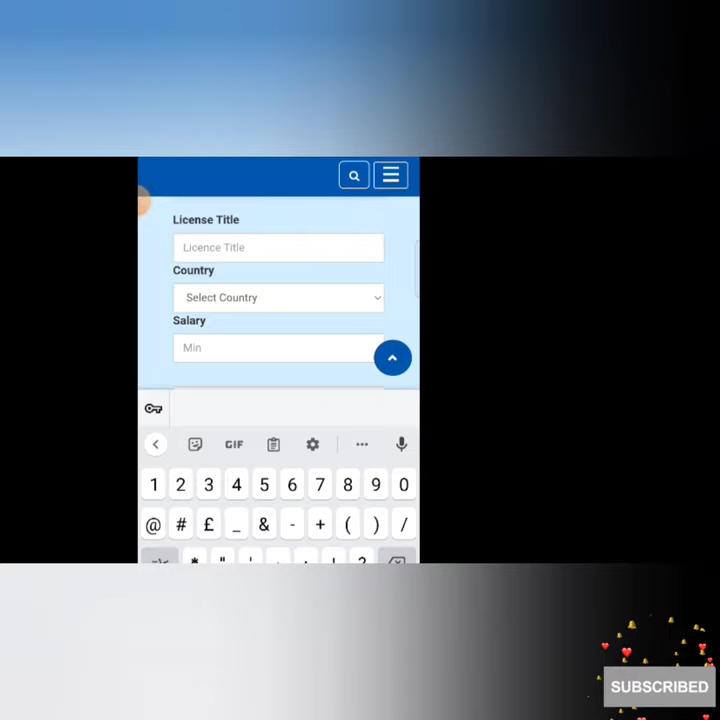 License Title
Licence Title
Country
Select Country
Salary
Min
GIF
1 2 3 4 5 6 7 8 9 0
@ # £ _ & - + ( ) /
SUBSCRIBED